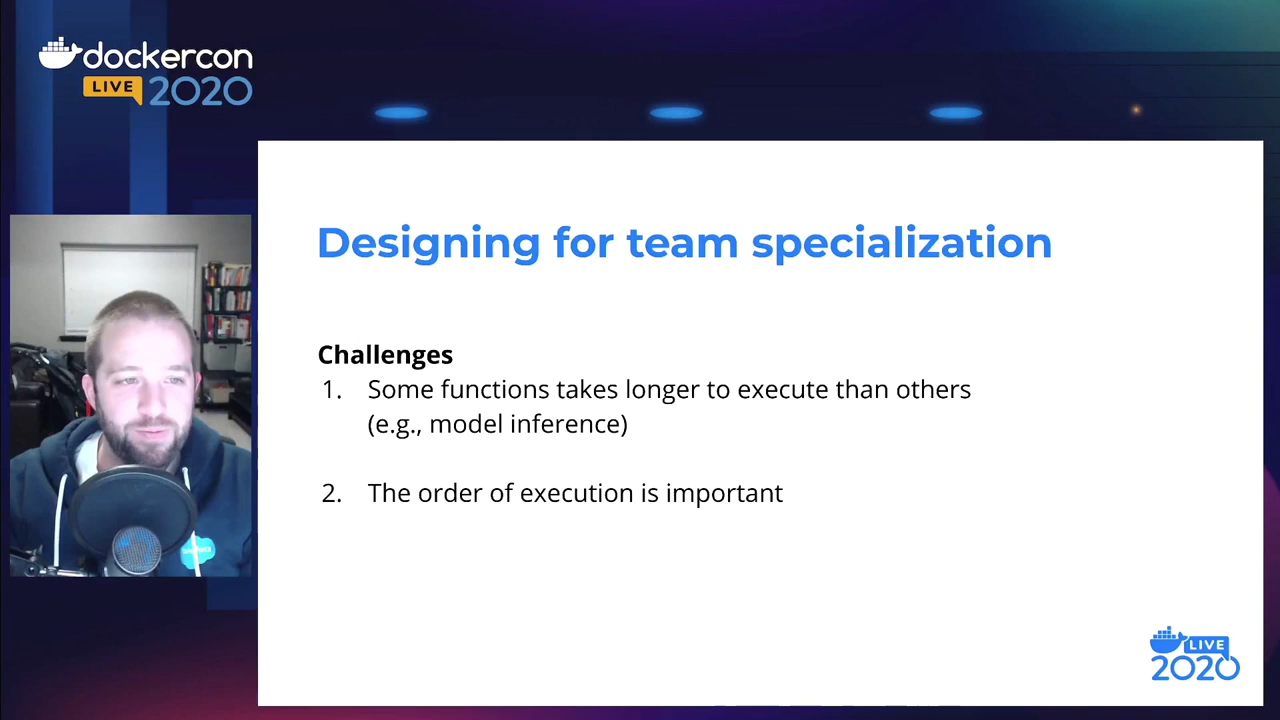 dockercon
LIVE 2020
Designing for team specialization
Challenges
1. Some functions takes longer to execute than others
(e.g., model inference)
2. The order of execution is important
LIVE
2020